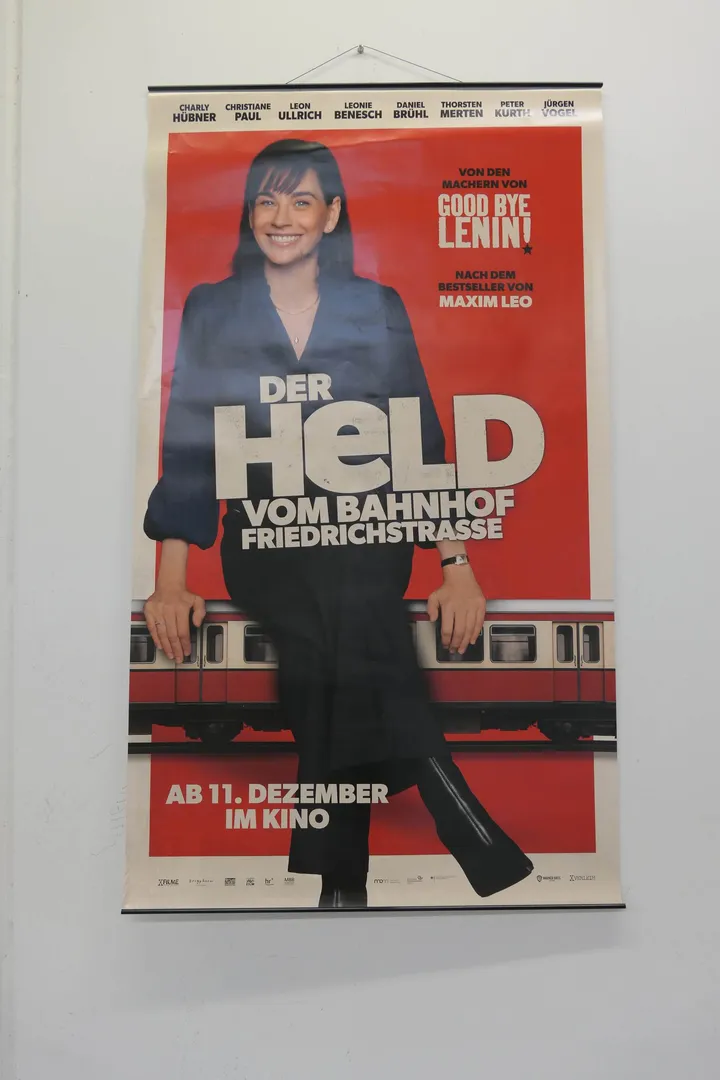 CHARLY CHRISTIANE LEON LEONIE DANIEL THORSTEN PETER JÜRGEN
HÜBNER PAUL ULLRICH BENESCH BRÜHL MERTEN KURTH VOGEL
VON DEN
MACHERN VON
GOOD BYE
LENIN!
NACH DEM
BESTSELLER VON
MAXIM LEO
DER
HeLD
VOM BAHNHOF
FRIEDRICHSTRASSE
AB 11. DEZEMBER
IM KINO
XFILME